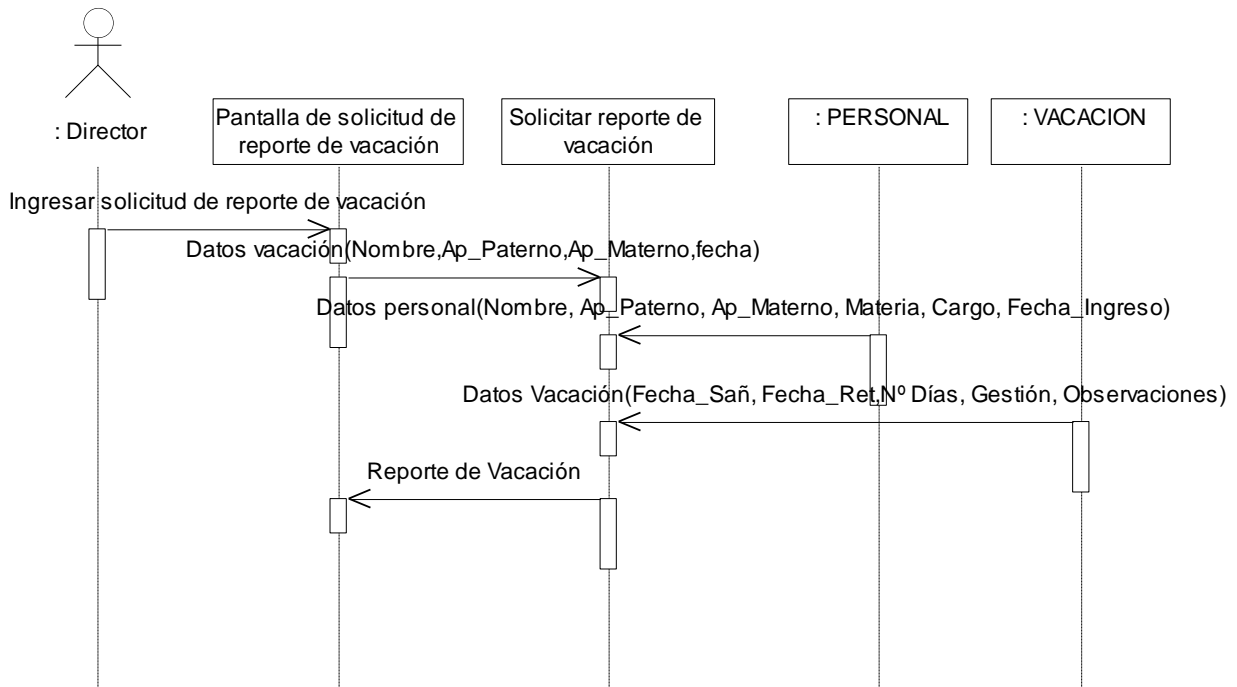 : Director
Pantalla de solicitud de
reporte de vacación
Solicitar reporte de
vacación
: PERSONAL
: VACACION
Ingresar solicitud de reporte de vacación
Datos vacación(Nombre,Ap_Paterno,Ap_Materno,fecha)
Datos personal(Nombre, Ap_Paterno, Ap_Materno, Materia, Cargo, Fecha_Ingreso)
Datos Vacación(Fecha_Sañ, Fecha_Ret,Nº Días, Gestión, Observaciones)
Reporte de Vacación